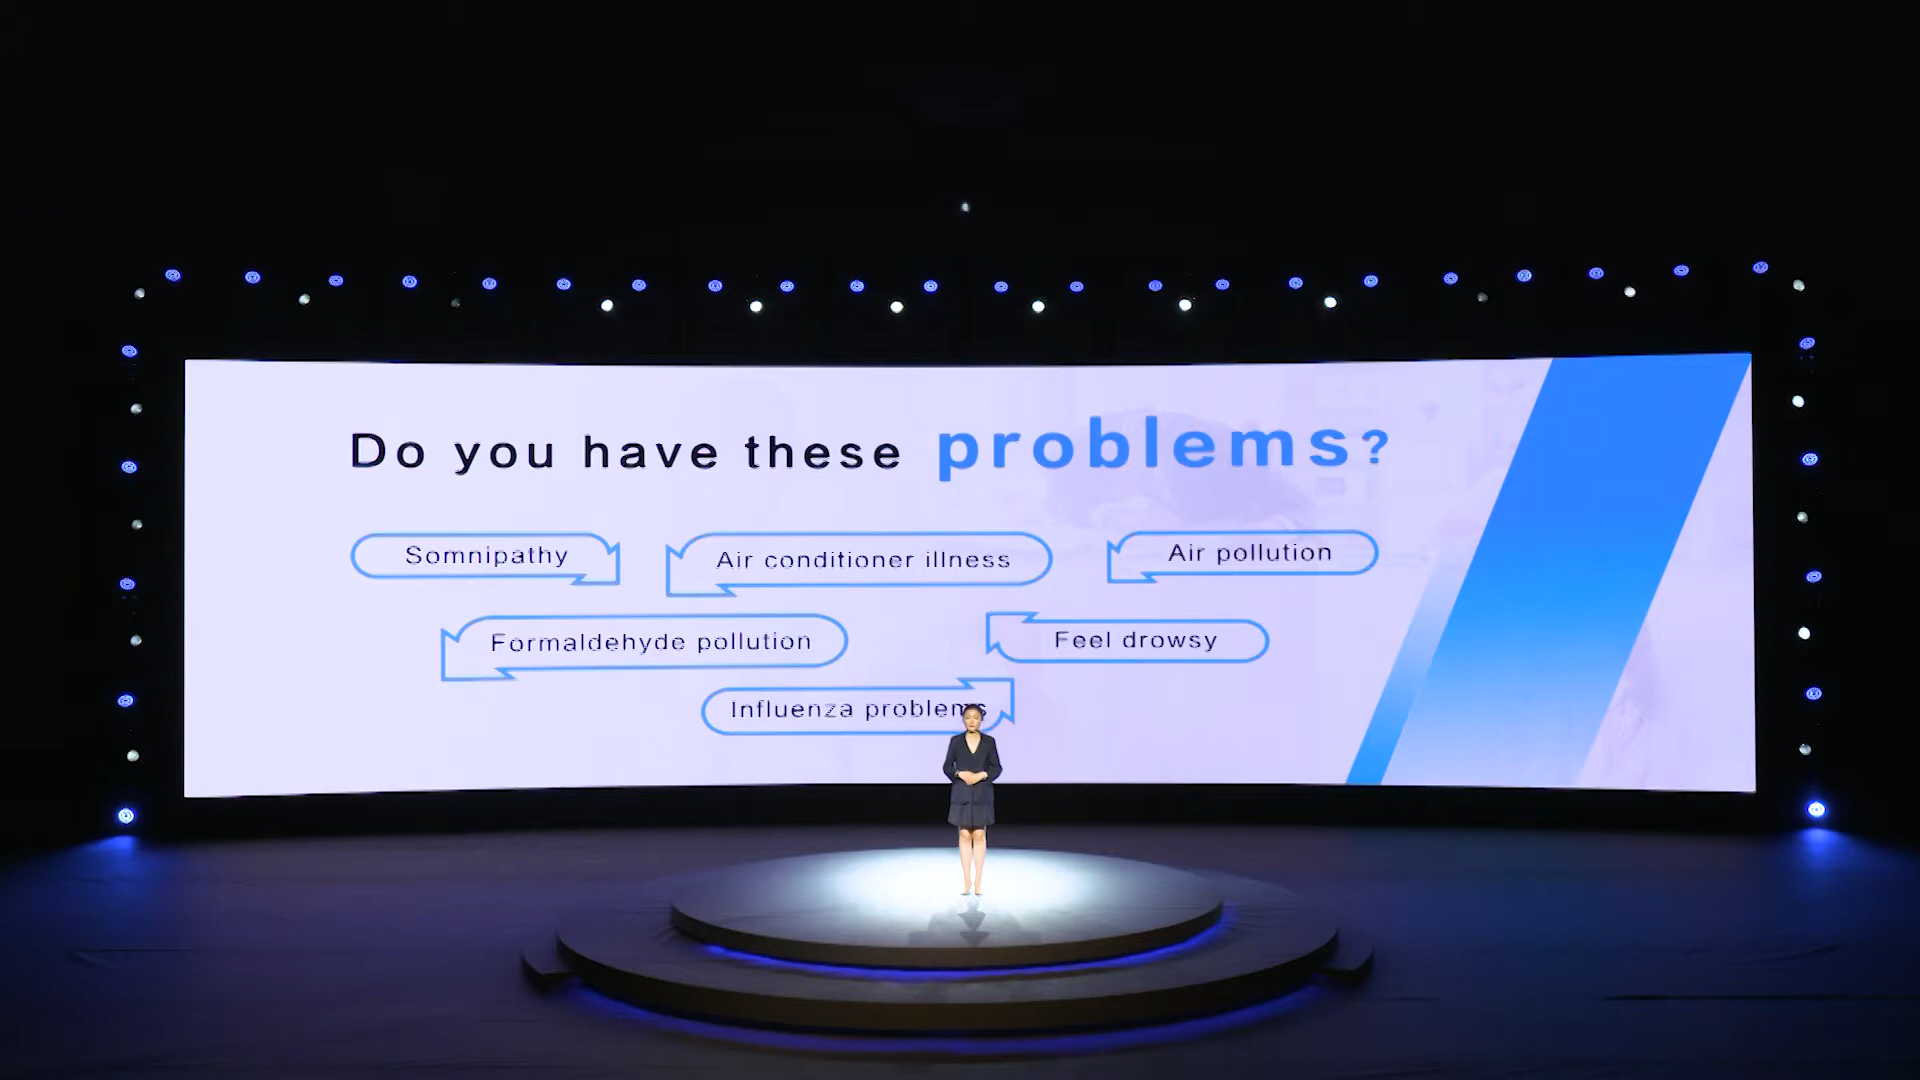 Do you have these problems?
Somnipathy
Air conditioner illness
Air pollution
Formaldehyde pollution
Feel drowsy
Influenza problems